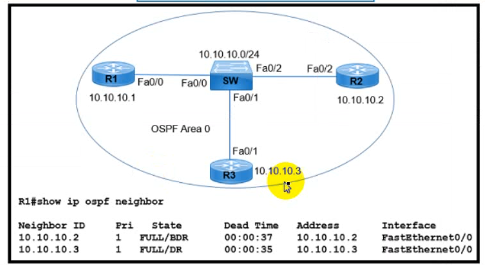 10.10.10.0/24
R1
Fa0/0
Fa0/0
SW
Fa0/2
Fa0/2
R2
10.10.10.1
Fa0/1
10.10.10.2
OSPF Area 0
Fa0/1
R3
10.10.10.3
R1#show ip ospf neighbor
Neighbor ID Pri State Dead Time Address Interface
10.10.10.2 1 FULL/BDR 00:00:37 10.10.10.2 FastEthernet0/0
10.10.10.3 1 FULL/DR 00:00:35 10.10.10.3 FastEthernet0/0